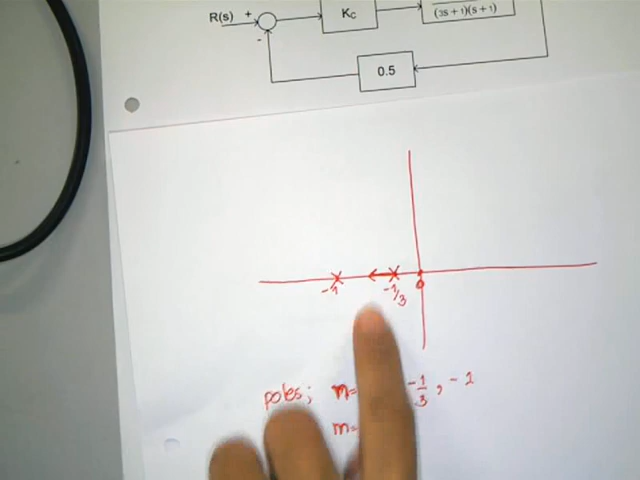 R(s) + Kc (3s+1)(s+1)
-
0.5
-1 -1/3 0
poles; n= -1/3, -1
m=